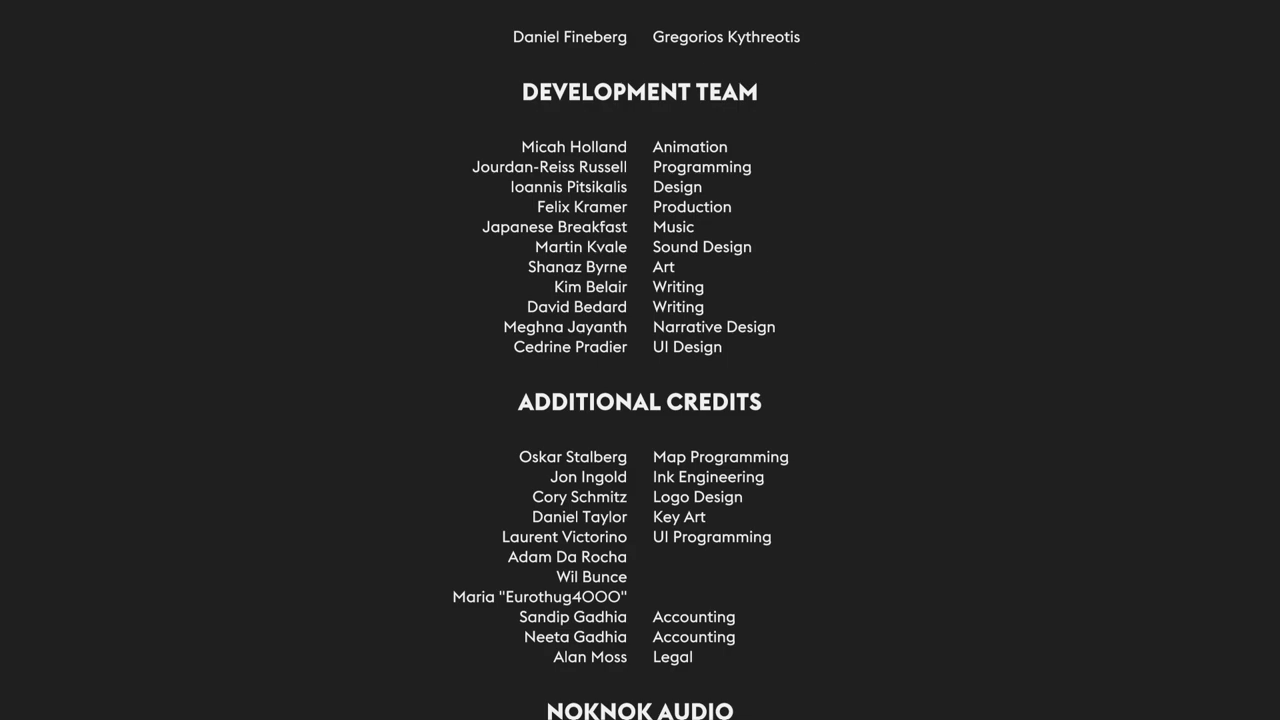 Daniel Fineberg Gregorios Kythreotis
DEVELOPMENT TEAM
Micah Holland Animation
Jourdan-Reiss Russell Programming
Ioannis Pitsikalis Design
Felix Kramer Production
Japanese Breakfast Music
Martin Kvale Sound Design
Shanaz Byrne Art
Kim Belair Writing
David Bedard Writing
Meghna Jayanth Narrative Design
Cedrine Pradier UI Design
ADDITIONAL CREDITS
Oskar Stalberg Map Programming
Jon Ingold Ink Engineering
Cory Schmitz Logo Design
Daniel Taylor Key Art
Laurent Victorino UI Programming
Adam Da Rocha
Wil Bunce
Maria "Eurothug4000"
Sandip Gadhia Accounting
Neeta Gadhia Accounting
Alan Moss Legal
NOKNOK AUDIO